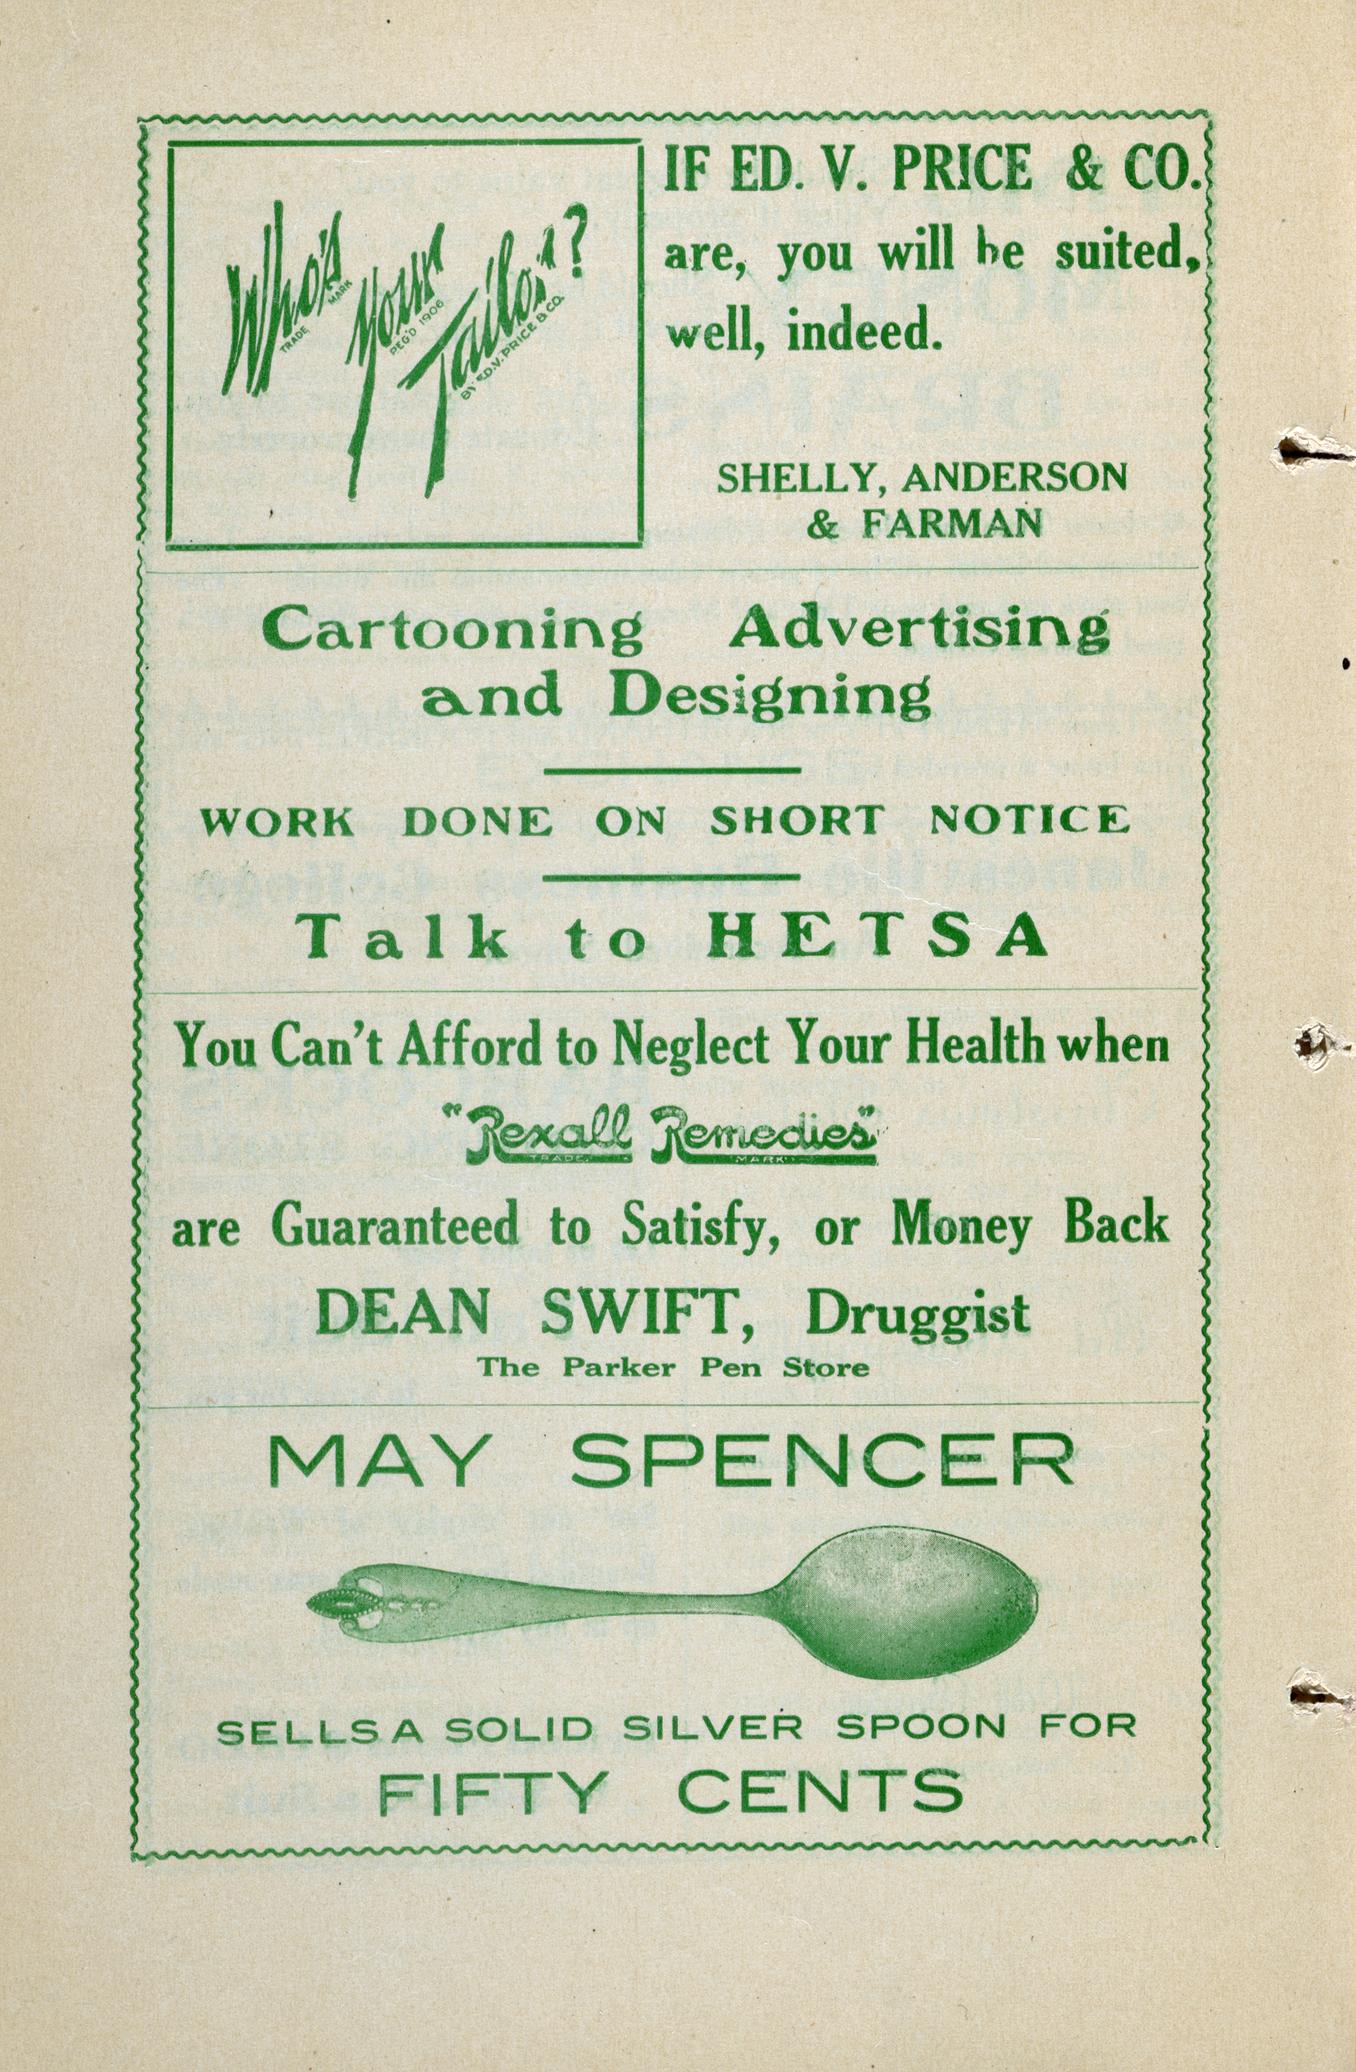 Who's Your Tailor?
TRADE MARK
REG'D 1906
BY ED. V. PRICE & CO.
IF ED. V. PRICE & CO.
are, you will be suited,
well, indeed.
SHELLY, ANDERSON
& FARMAN
Cartooning Advertising
and Designing
WORK DONE ON SHORT NOTICE
Talk to HETSA
You Can't Afford to Neglect Your Health when
"Rexall Remedies"
TRADE MARK
are Guaranteed to Satisfy, or Money Back
DEAN SWIFT, Druggist
The Parker Pen Store
MAY SPENCER
SELLS A SOLID SILVER SPOON FOR
FIFTY CENTS